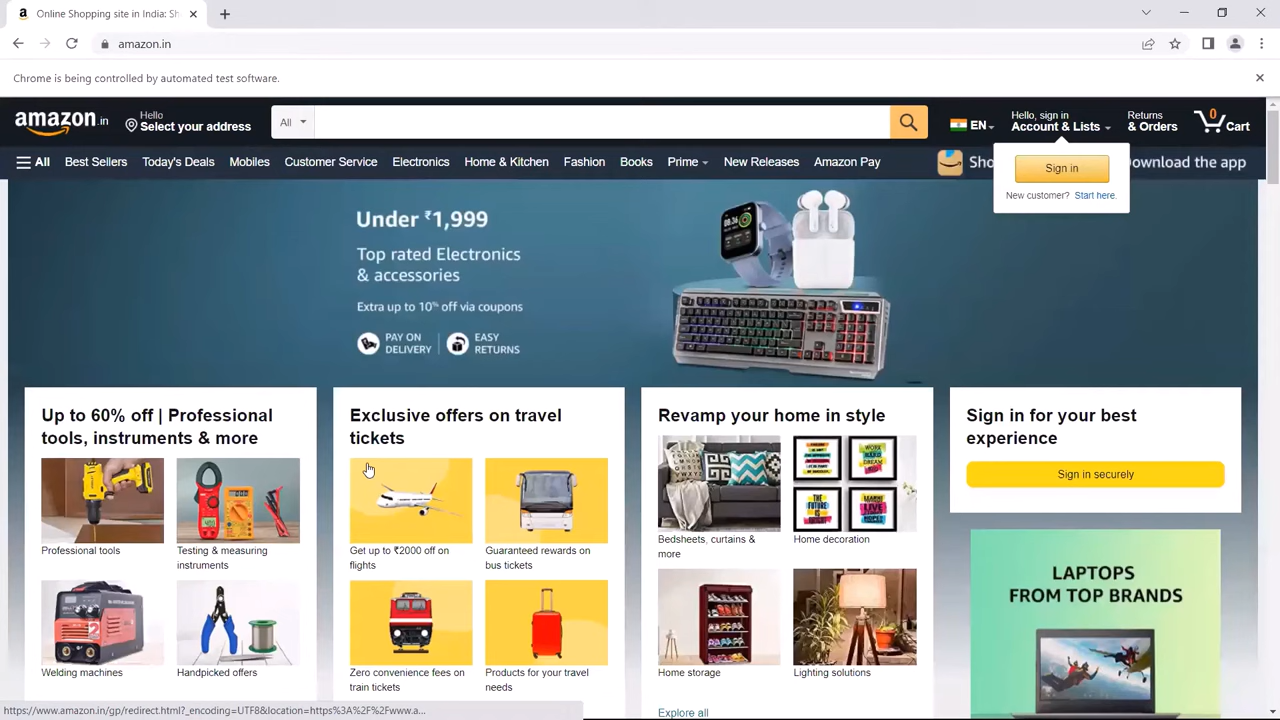 Online Shopping site in India: Sh
amazon.in
Chrome is being controlled by automated test software.
amazon.in
Hello
Select your address
All
EN
Hello, sign in
Account & Lists
Returns
& Orders
0
Cart
All
Best Sellers
Today's Deals
Mobiles
Customer Service
Electronics
Home & Kitchen
Fashion
Books
Prime
New Releases
Amazon Pay
Sho
Download the app
Sign in
New customer? Start here.
Under ₹1,999
Top rated Electronics
& accessories
Extra up to 10% off via coupons
PAY ON
DELIVERY
EASY
RETURNS
Up to 60% off | Professional
tools, instruments & more
Professional tools
Testing & measuring
instruments
Welding machines
Handpicked offers
Exclusive offers on travel
tickets
Get up to ₹2000 off on
flights
Guaranteed rewards on
bus tickets
Zero convenience fees on
train tickets
Products for your travel
needs
Revamp your home in style
Bedsheets, curtains &
more
Home decoration
Home storage
Lighting solutions
Explore all
Sign in for your best
experience
Sign in securely
LAPTOPS
FROM TOP BRANDS
https://www.amazon.in/gp/redirect.html?_encoding=UTF8&location=https%3A%2F%2Fwww.a...